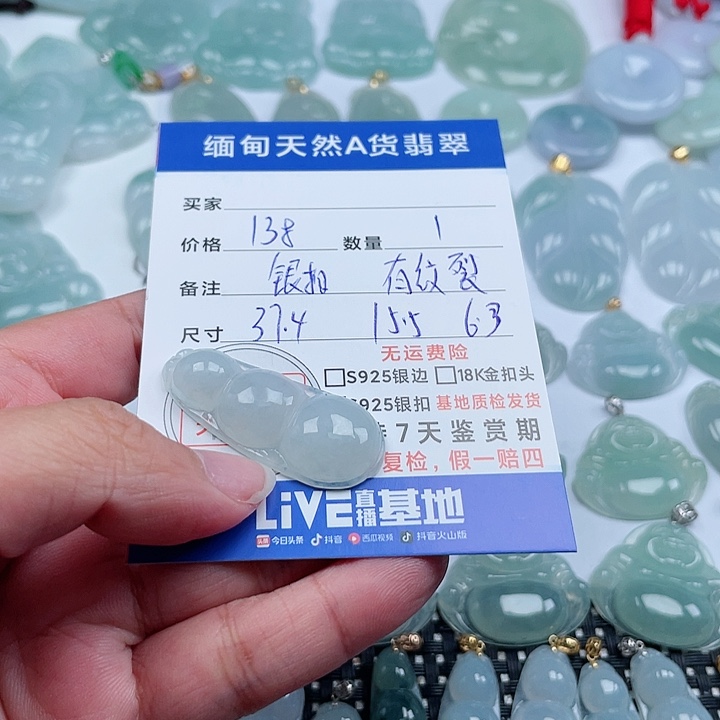 缅甸天然A货翡翠
买家
价格 138 数量 1
备注 银扣 有纹裂
尺寸 37.4 15.5 6.3
无运费险
S925银边 18K金扣头
S925银扣 基地质检发货
7天鉴赏期
复检，假一赔四
LiVE直播基地
头条 今日头条 抖音 西瓜视频 抖音火山版